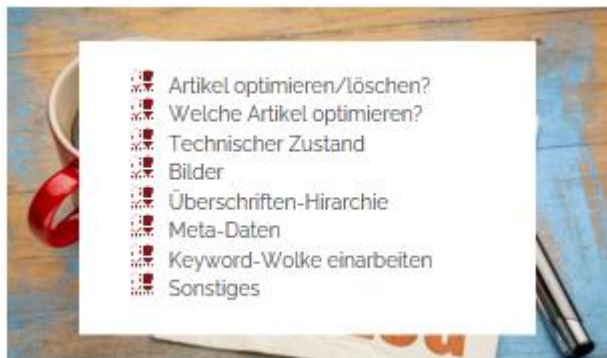 Artikel optimieren/löschen?
Welche Artikel optimieren?
Technischer Zustand
Bilder
Überschriften-Hirarchie
Meta-Daten
Keyword-Wolke einarbeiten
Sonstiges